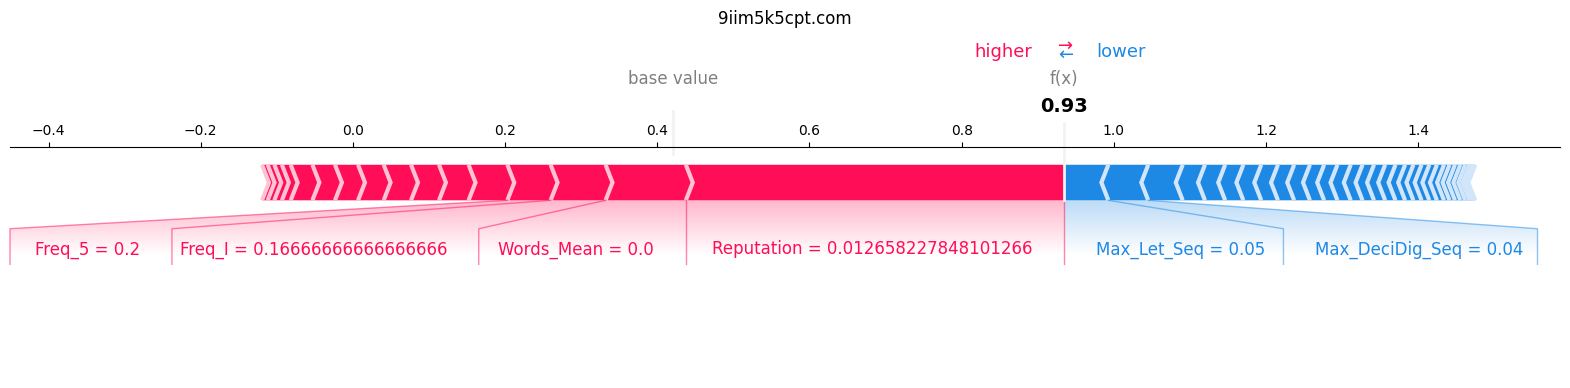 9iim5k5cpt.com
higher ⇄ lower
base value f(x)
0.93
−0.4 −0.2 0.0 0.2 0.4 0.6 0.8 1.0 1.2 1.4
Freq_5 = 0.2 Freq_I = 0.16666666666666666 Words_Mean = 0.0 Reputation = 0.012658227848101266 Max_Let_Seq = 0.05 Max_DeciDig_Seq = 0.04